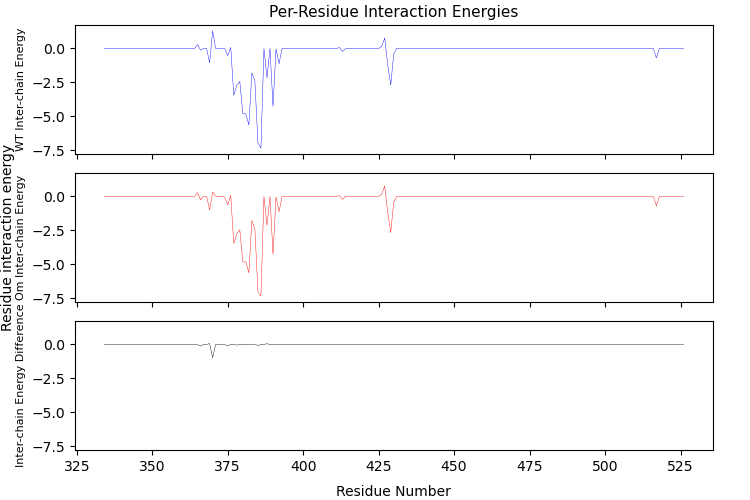 Per-Residue Interaction Energies
Residue interaction energy
WT Inter-chain Energy
0.0
−2.5
−5.0
−7.5
Om Inter-chain Energy
0.0
−2.5
−5.0
−7.5
Inter-chain Energy Difference
0.0
−2.5
−5.0
−7.5
325 350 375 400 425 450 475 500 525
Residue Number